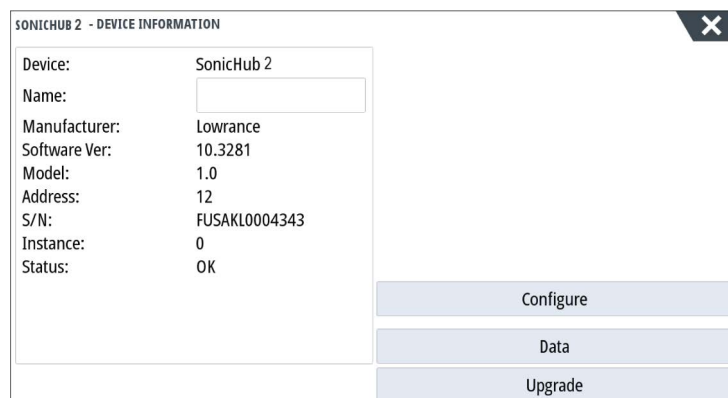 SONICHUB 2 - DEVICE INFORMATION
Device: SonicHub 2
Name:
Manufacturer: Lowrance
Software Ver: 10.3281
Model: 1.0
Address: 12
S/N: FUSAKL0004343
Instance: 0
Status: OK
Configure
Data
Upgrade